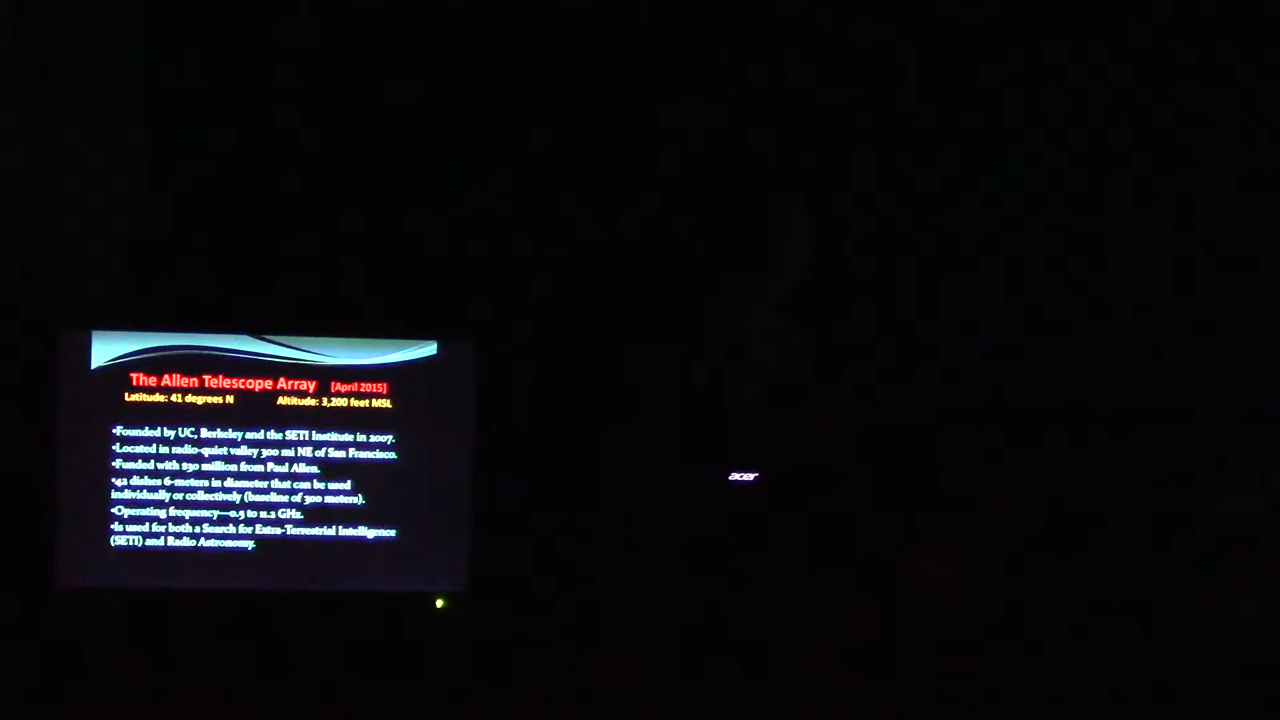 The Allen Telescope Array [April 2015]
Latitude: 41 degrees N Altitude: 3,200 feet MSL
•Founded by UC, Berkeley and the SETI Institute in 2007.
•Located in radio-quiet valley 300 mi NE of San Francisco.
•Funded with $30 million from Paul Allen.
•42 dishes 6-meters in diameter that can be used
individually or collectively (baseline of 300 meters).
•Operating frequency—0.5 to 11.2 GHz.
•Is used for both a Search for Extra-Terrestrial Intelligence
(SETI) and Radio Astronomy.
acer